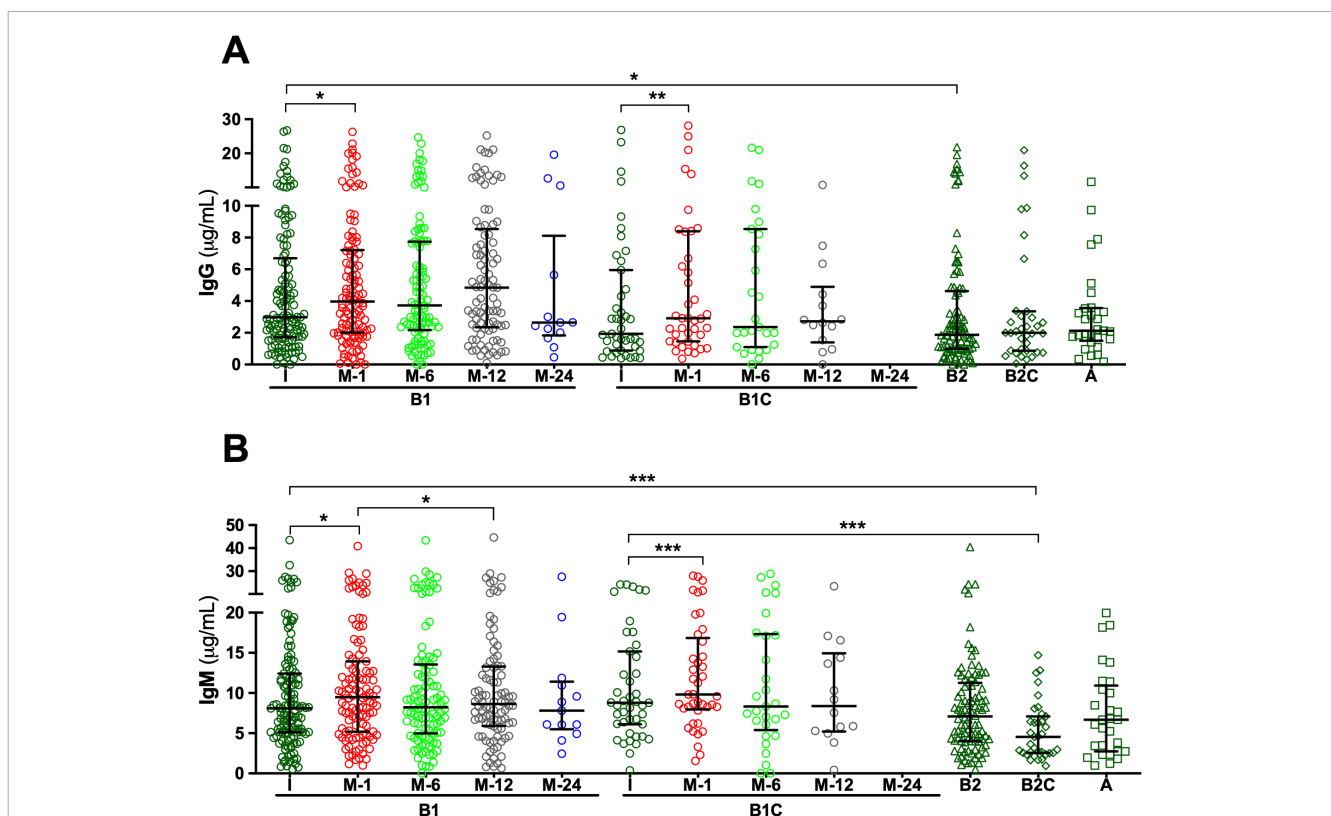 A
*
* **
30
20
10
8
6
4
2
0
IgG (µg/mL)
I M-1 M-6 M-12 M-24 I M-1 M-6 M-12 M-24 B2 B2C A
B1 B1C
B
***
* * ***
***
50
40
30
20
15
10
5
0
IgM (µg/mL)
I M-1 M-6 M-12 M-24 I M-1 M-6 M-12 M-24 B2 B2C A
B1 B1C